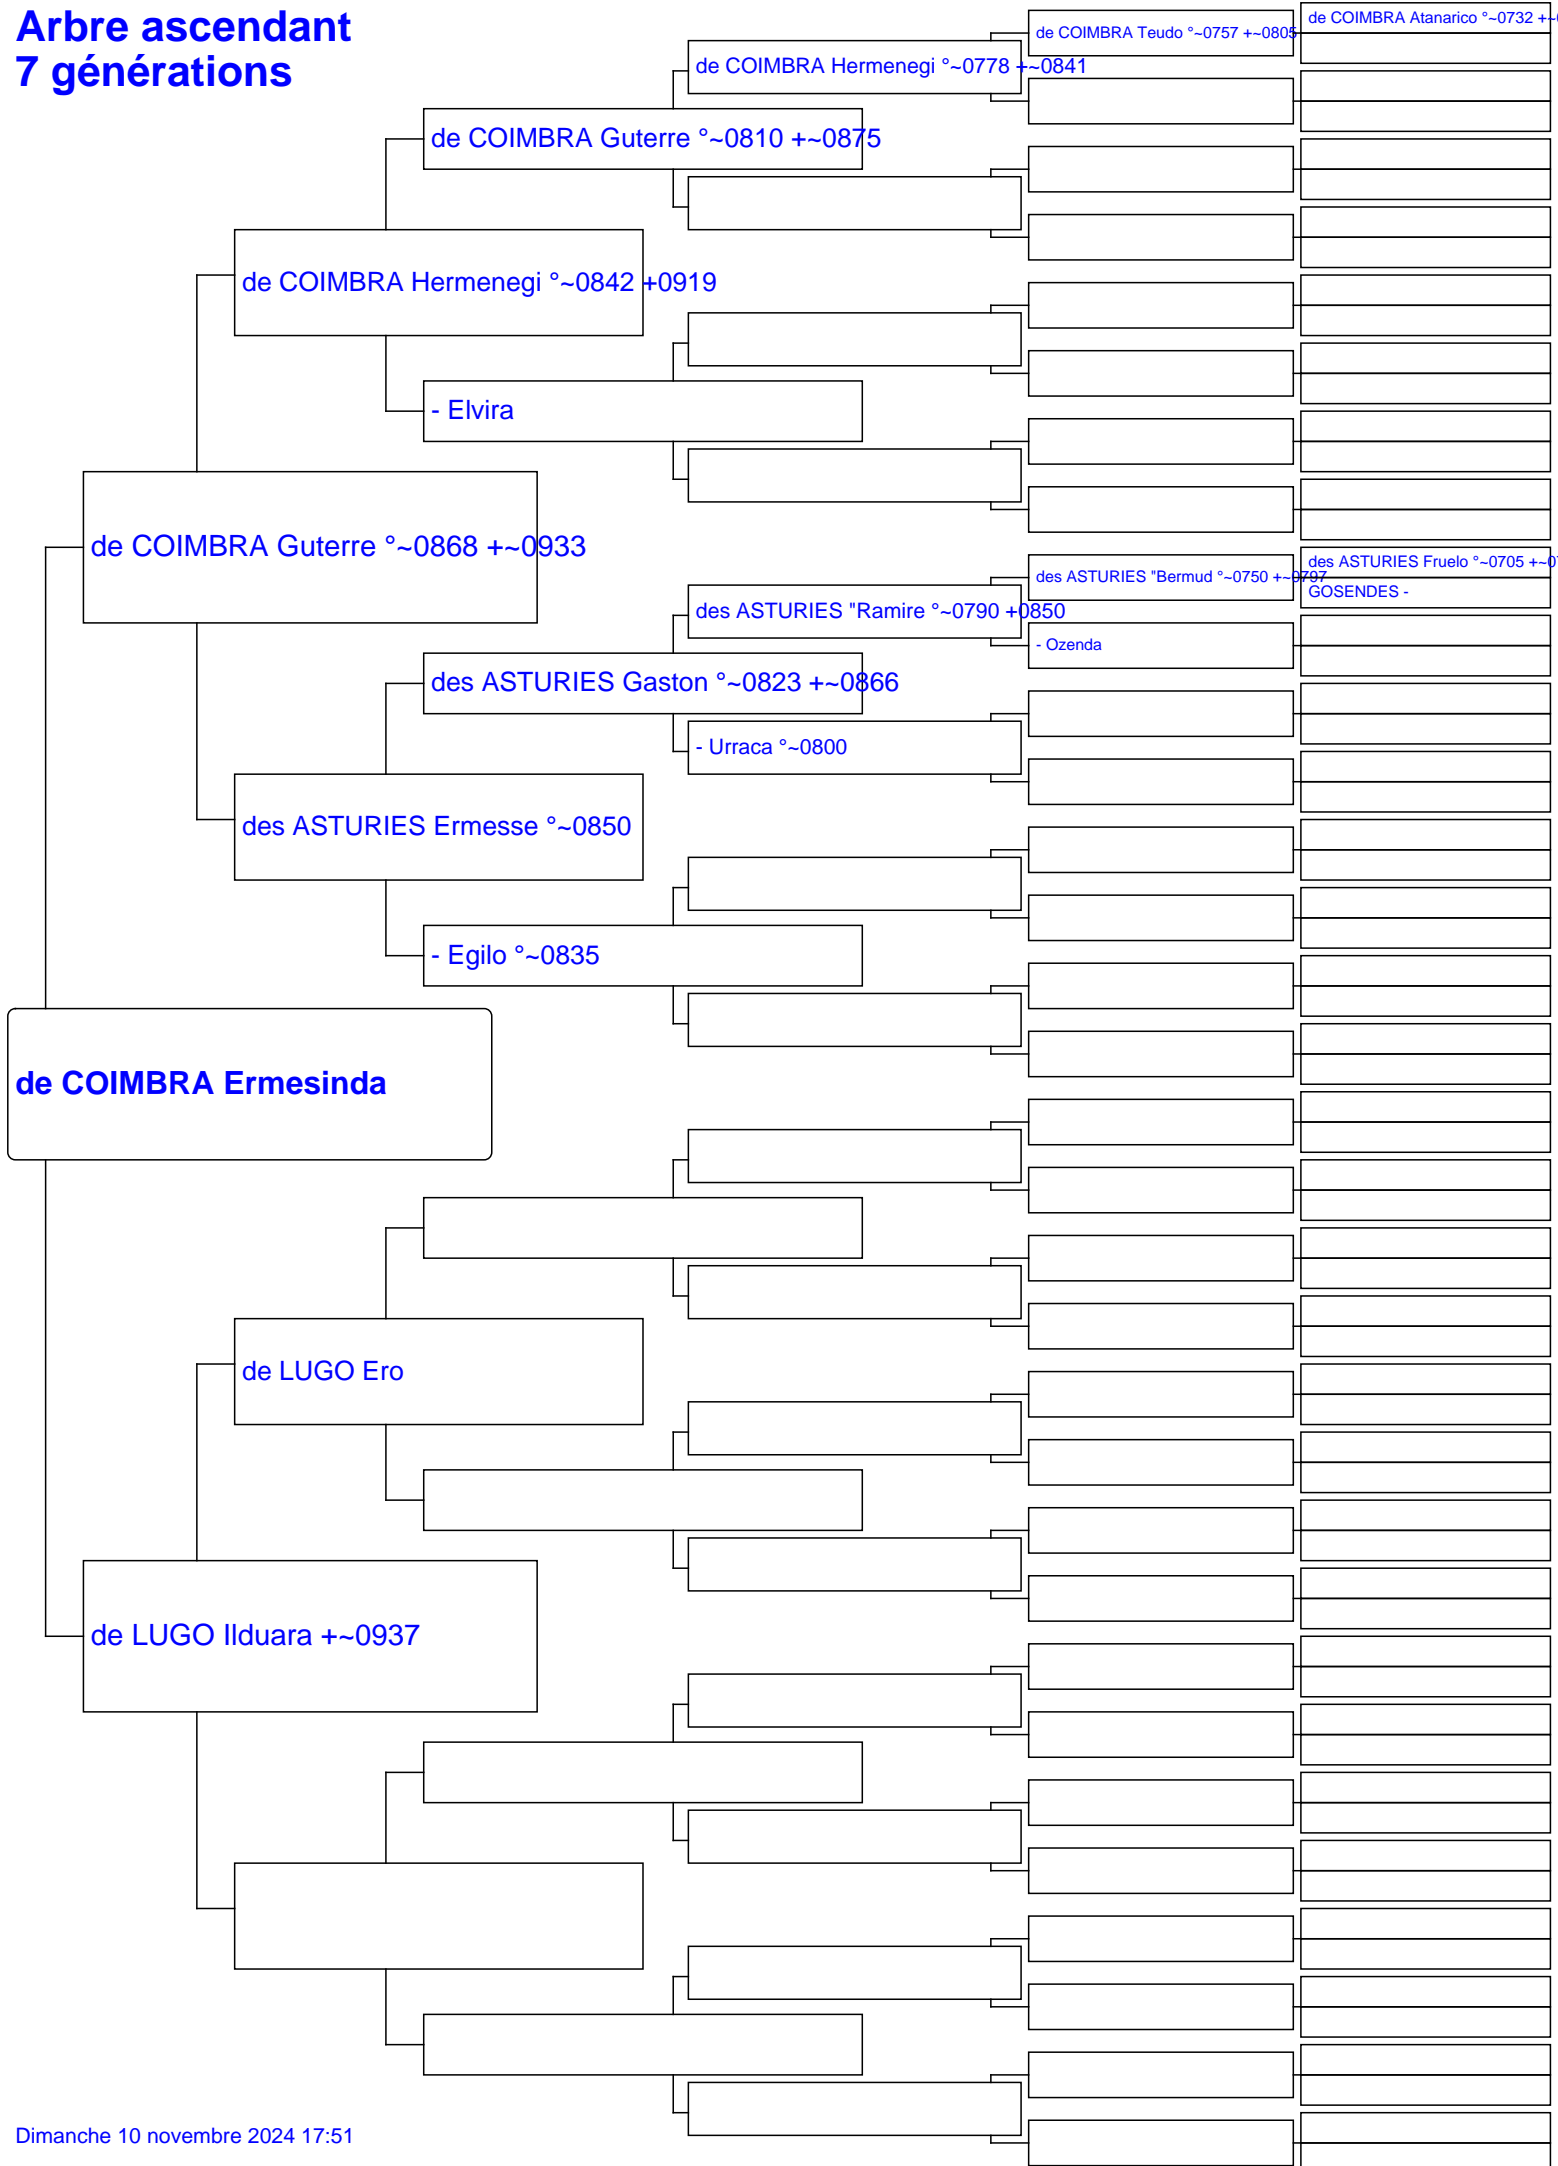 Arbre ascendant
7 générations
de COIMBRA Ermesinda
de COIMBRA Guterre °~0868 +~0933
de LUGO Ilduara +~0937
de COIMBRA Hermenegi °~0842 +0919
des ASTURIES Ermesse °~0850
de LUGO Ero
de COIMBRA Guterre °~0810 +~0875
- Elvira
des ASTURIES Gaston °~0823 +~0866
- Egilo °~0835
de COIMBRA Hermenegi °~0778 +~0841
des ASTURIES "Ramire °~0790 +0850
- Urraca °~0800
de COIMBRA Teudo °~0757 +~0805
des ASTURIES "Bermud °~0750 +~0797
- Ozenda
de COIMBRA Atanarico °~0732
des ASTURIES Fruelo °~0705
GOSENDES -
Dimanche 10 novembre 2024 17:51